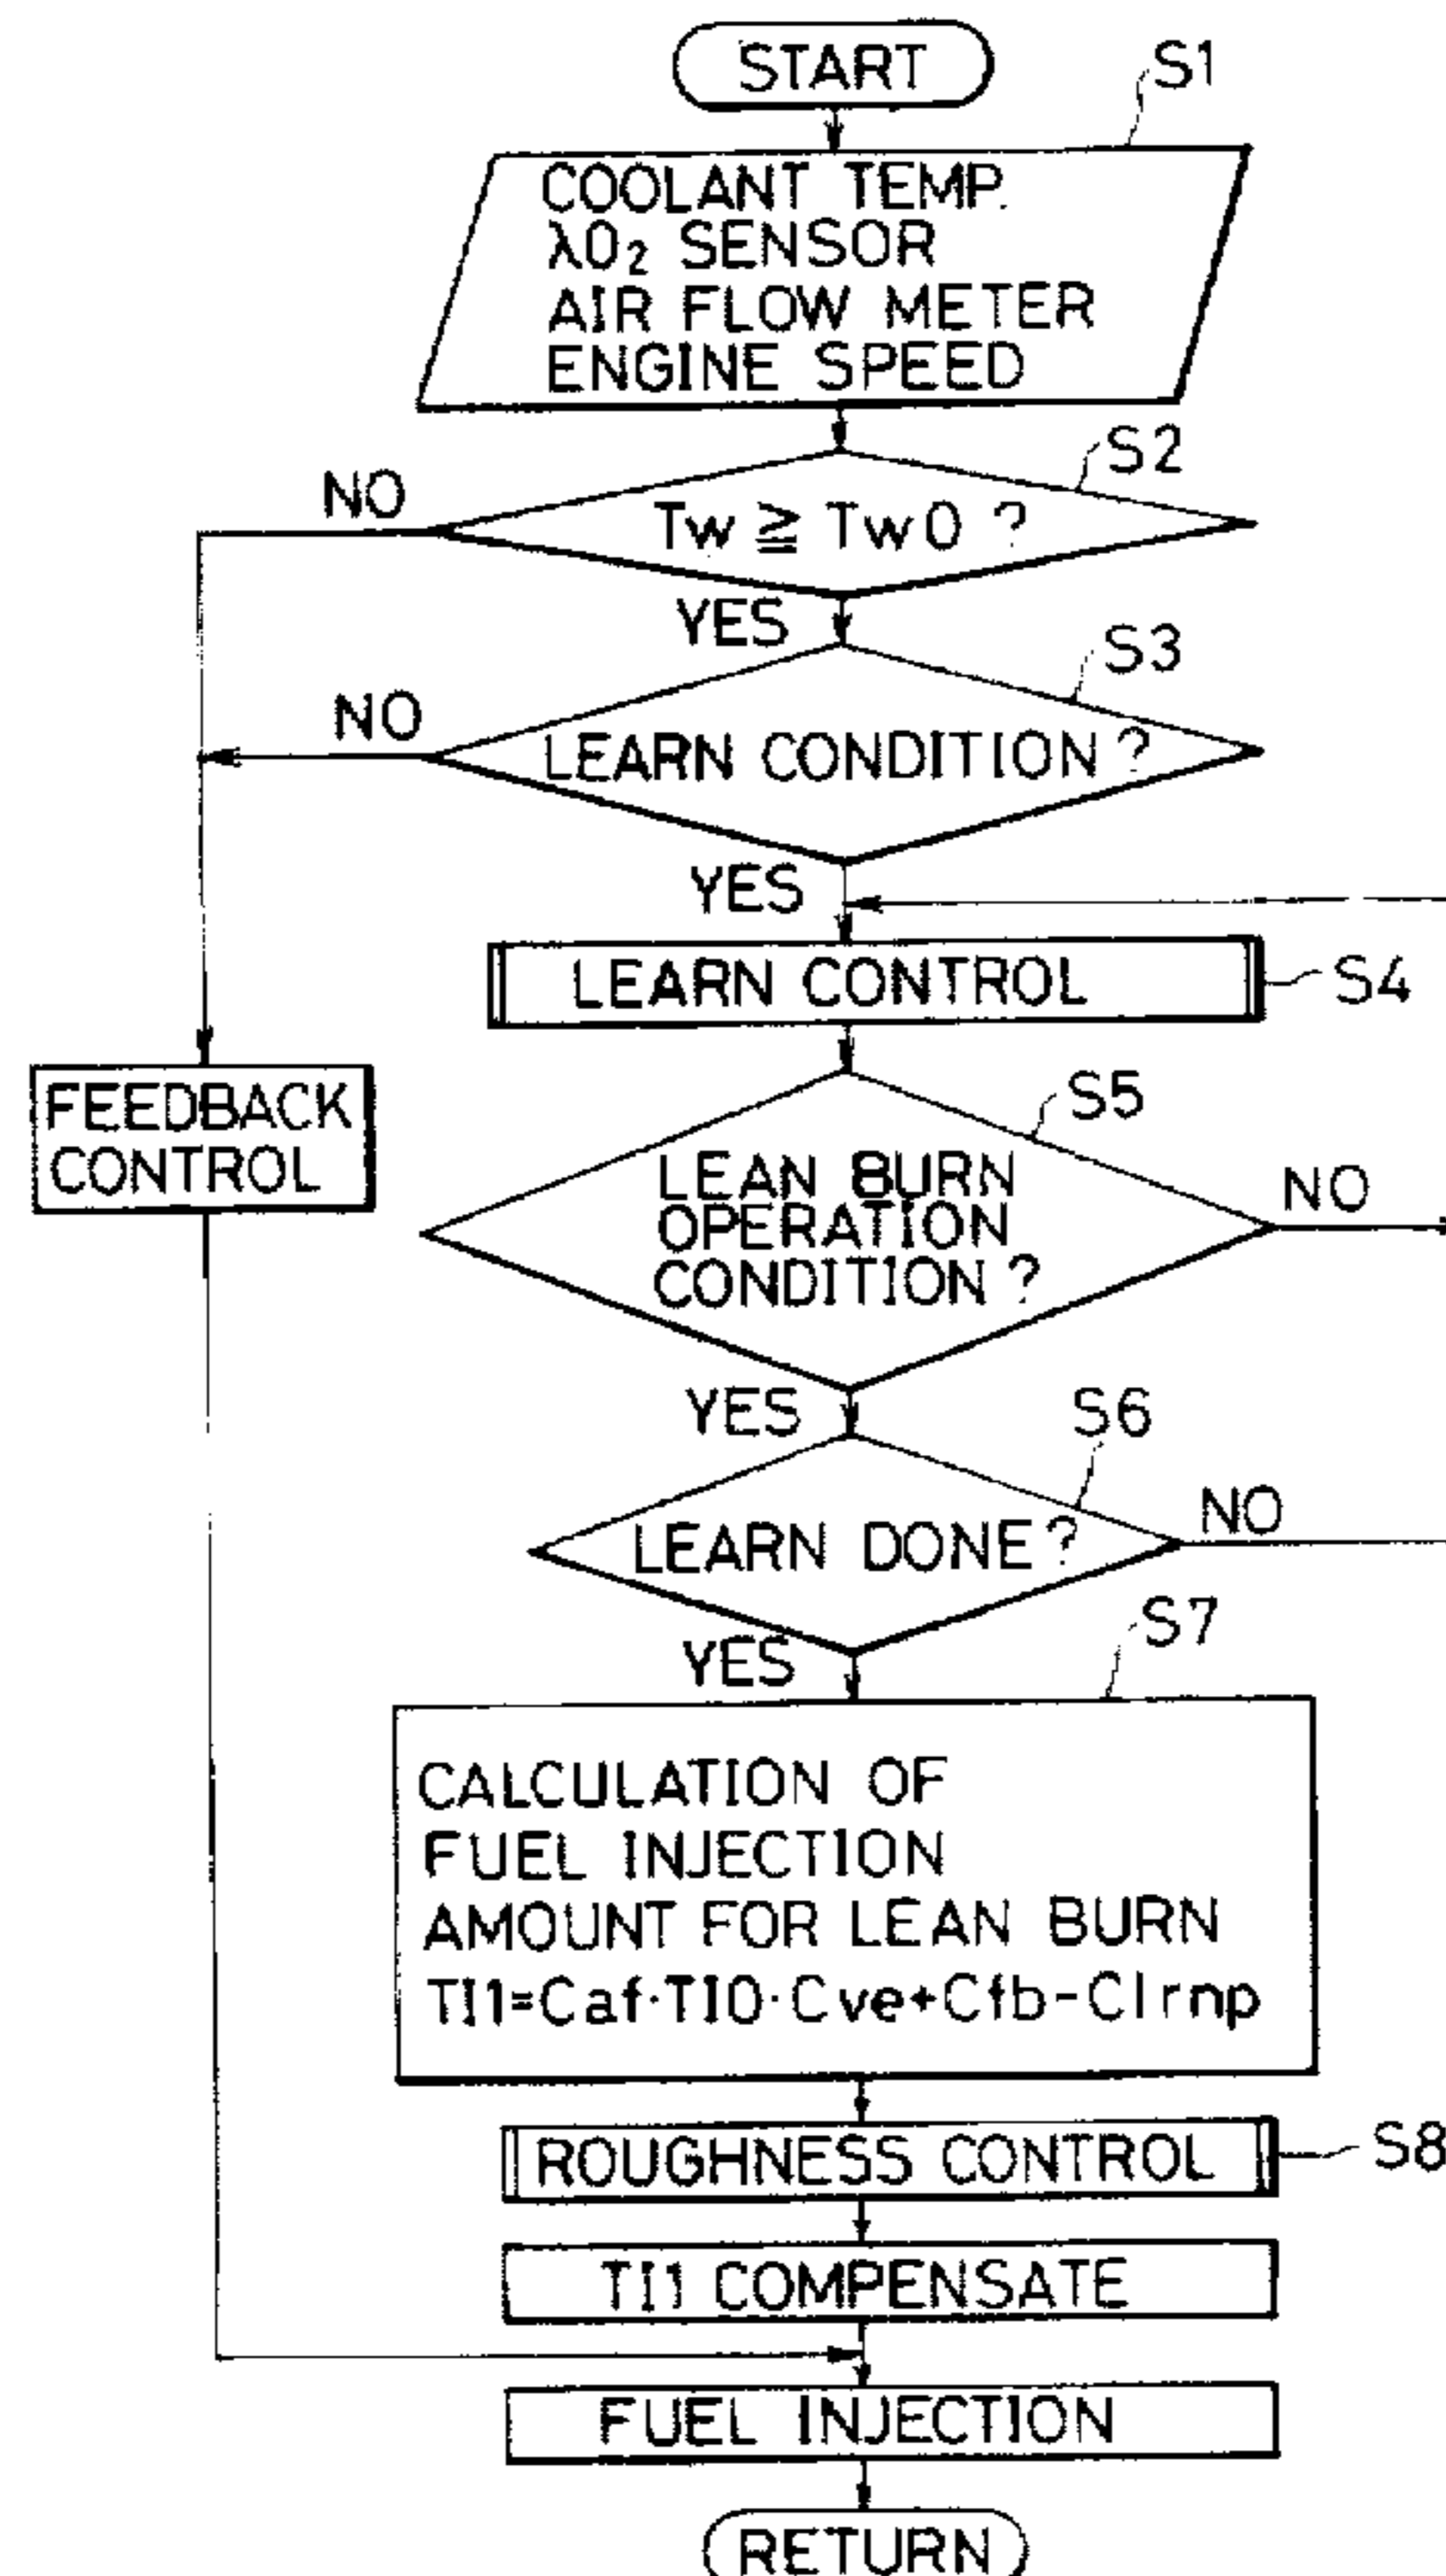 START
S1
COOLANT TEMP.
λO₂ SENSOR
AIR FLOW METER
ENGINE SPEED
S2
NO
Tw ≧ Tw0 ?
YES
S3
NO
LEARN CONDITION ?
YES
LEARN CONTROL
S4
FEEDBACK
CONTROL
S5
LEAN BURN
OPERATION
CONDITION ?
NO
YES
S6
LEARN DONE ?
NO
YES
S7
CALCULATION OF
FUEL INJECTION
AMOUNT FOR LEAN BURN
TI1=Caf·TI0·Cve+Cfb-Clrnp
ROUGHNESS CONTROL
S8
TI1 COMPENSATE
FUEL INJECTION
RETURN